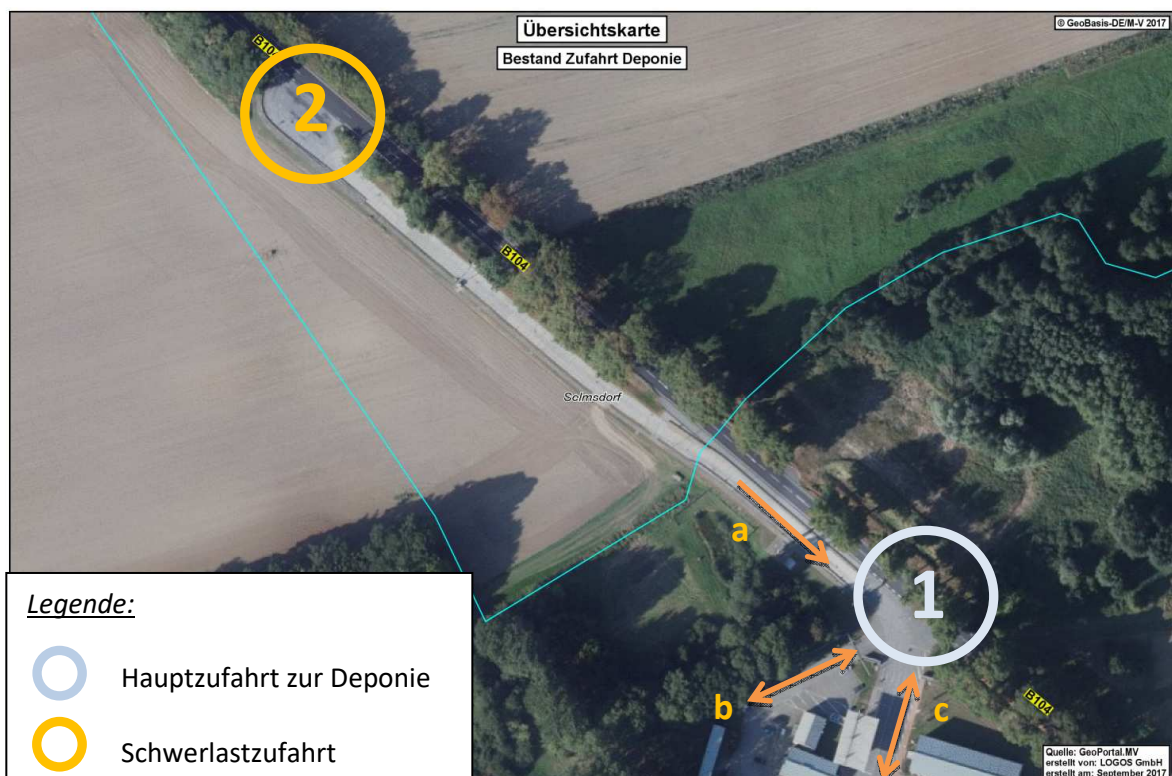 Übersichtskarte
Bestand Zufahrt Deponie
© GeoBasis-DE/M-V 2017
B104
2
B104
Selmsdorf
a
1
b
c
B104
Legende:
Hauptzufahrt zur Deponie
Schwerlastzufahrt
Quelle: GeoPortal.MV
erstellt von: LOGOS GmbH
erstellt am: September 2017